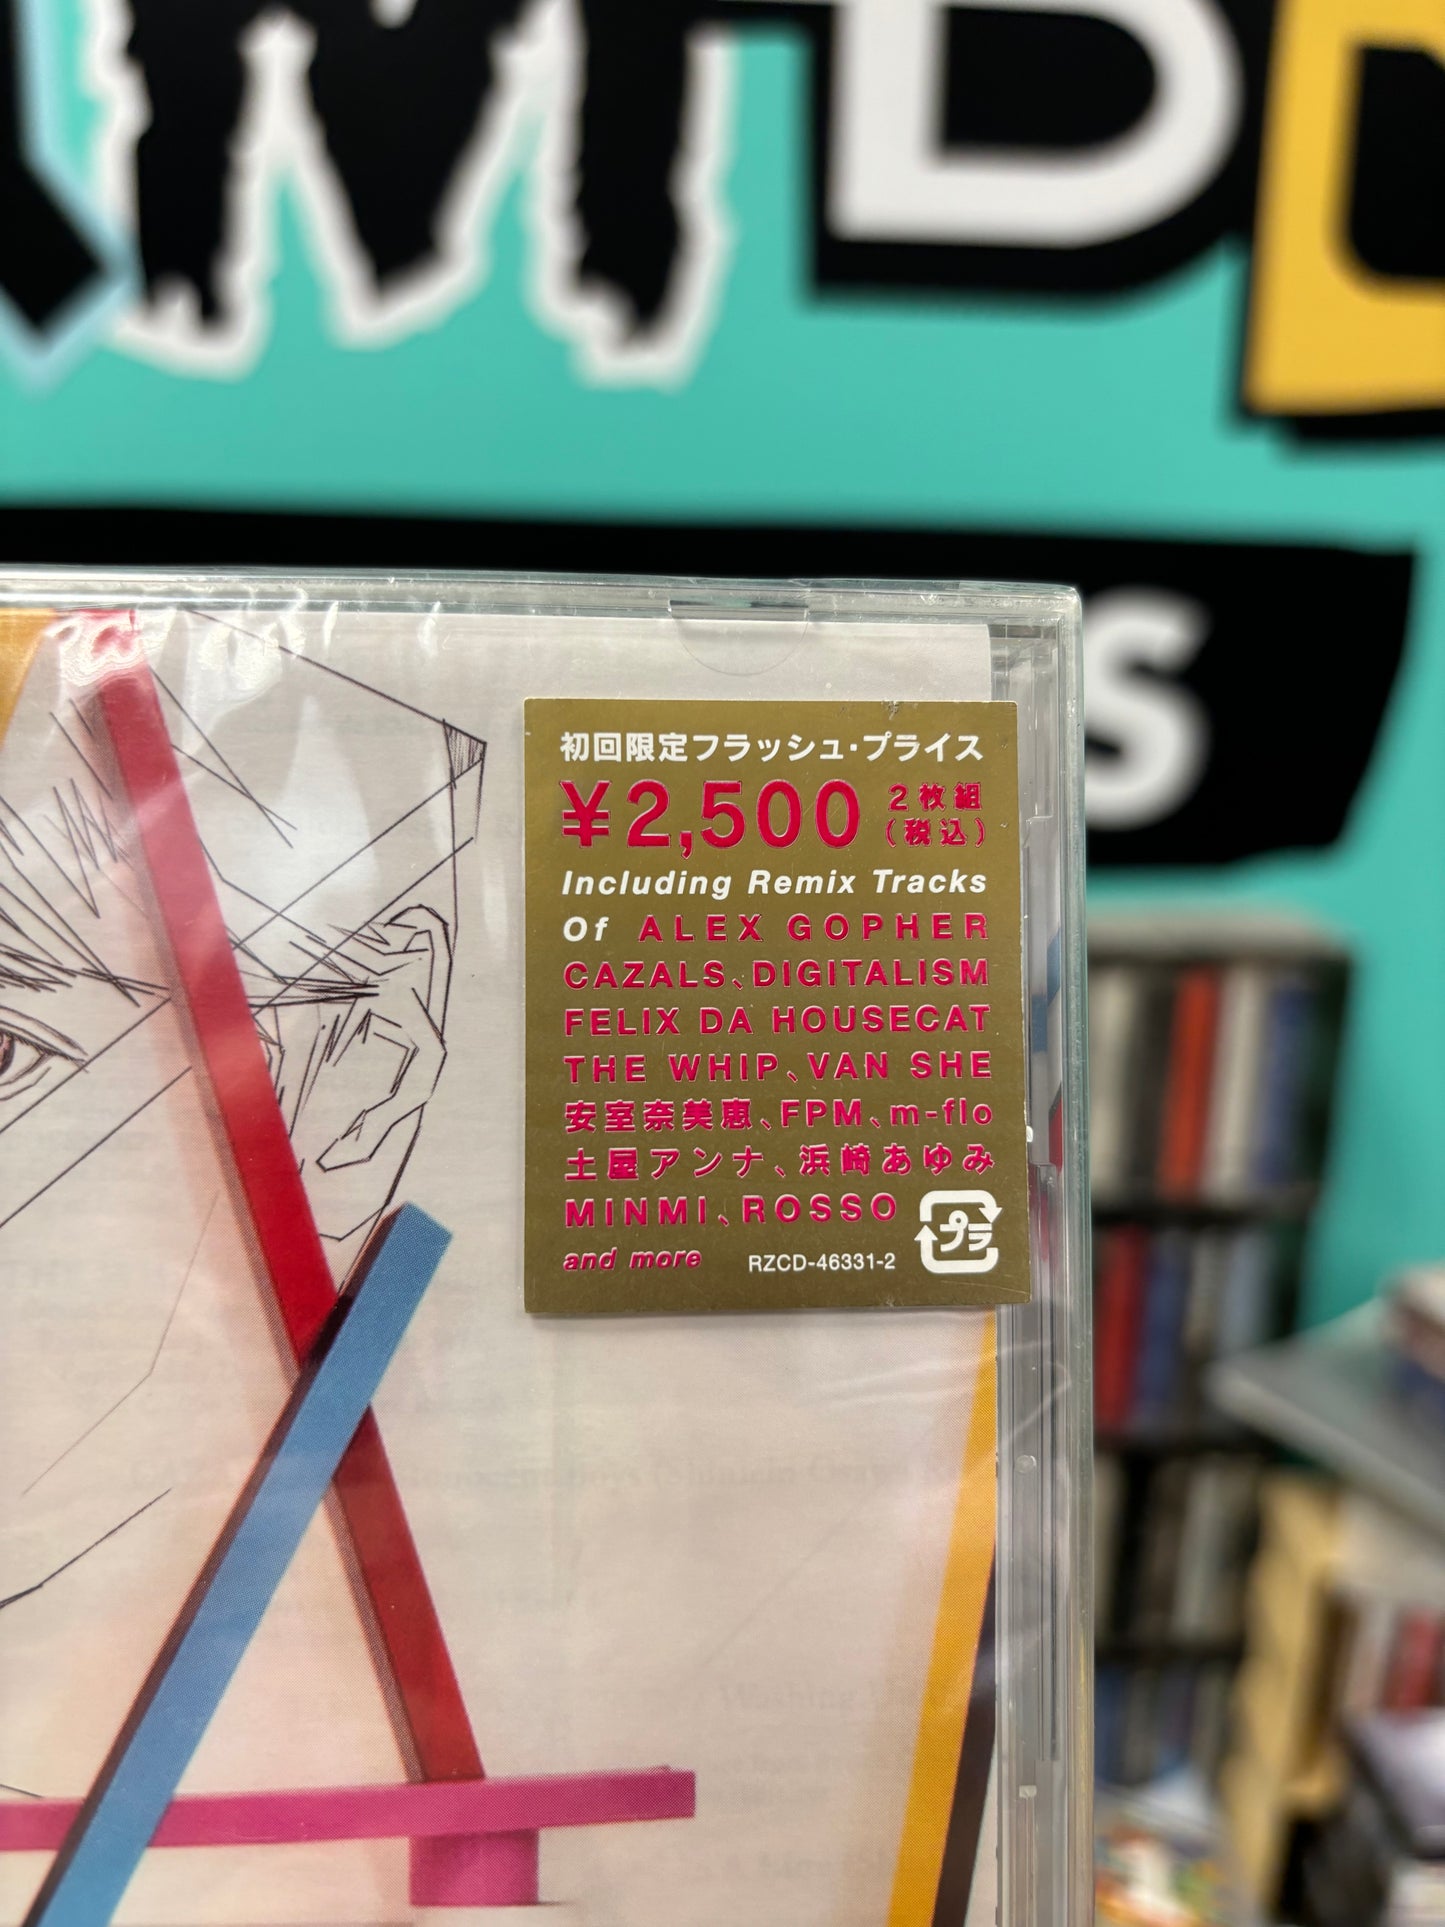 初回限定フラッシュ・プライス
¥2,500 2枚組
(税込)
Including Remix Tracks
Of ALEX GOPHER
CAZALS、DIGITALISM
FELIX DA HOUSECAT
THE WHIP、VAN SHE
安室奈美恵、FPM、m-flo
土屋アンナ、浜崎あゆみ
MINMI、ROSSO
プラ
and more RZCD-46331-2